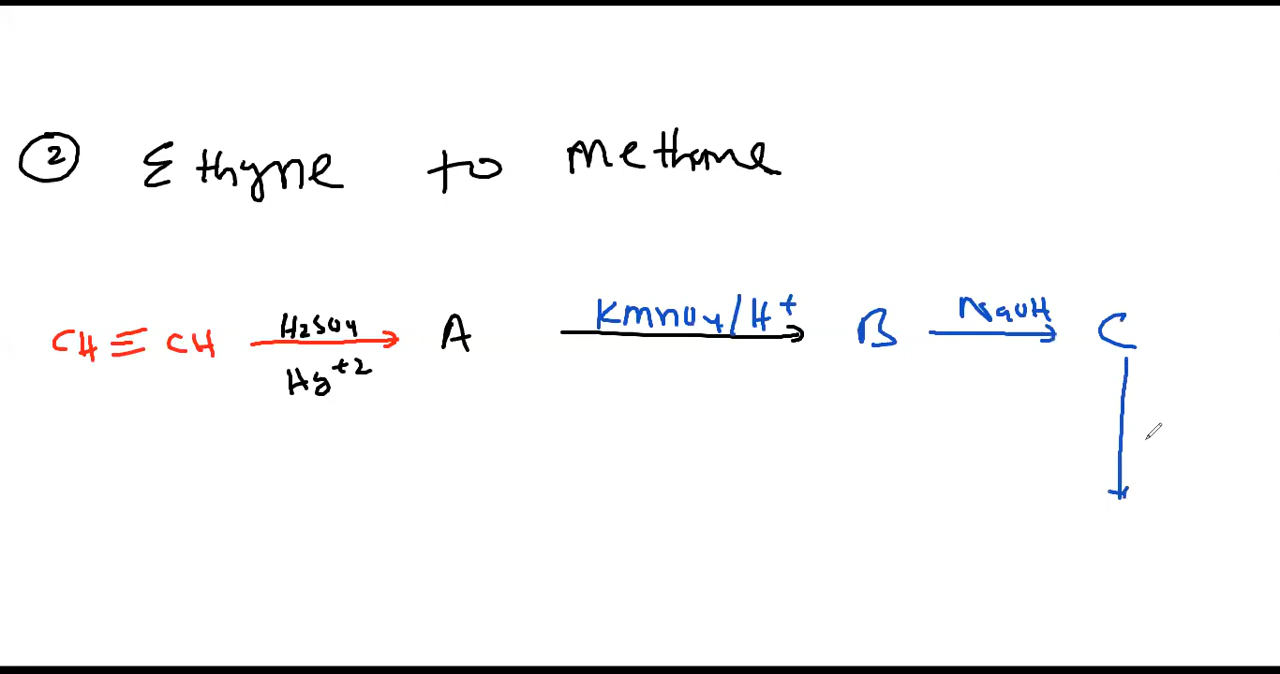 ② Ethyne to methane
CH≡CH H₂SO₄ A KMnO₄/H⁺ B NaOH C
Hg⁺²